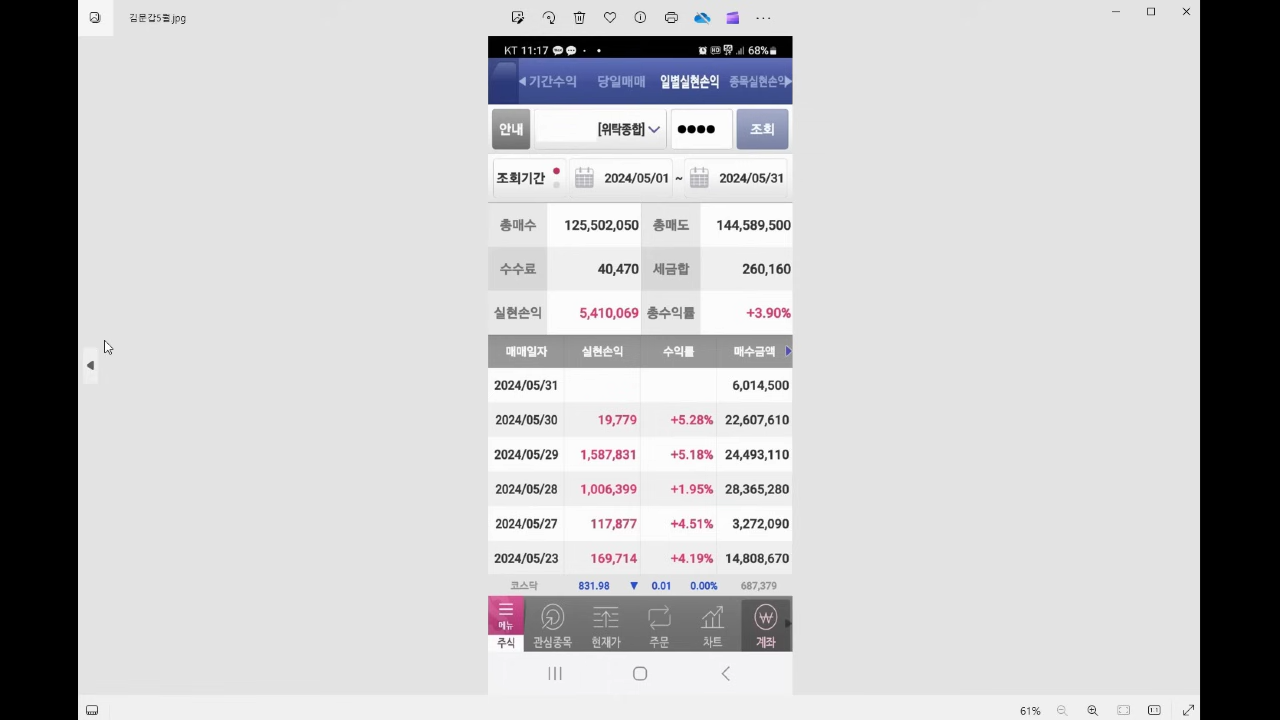 김문갑5월.jpg
KT 11:17 68%
기간수익 당일매매 일별실현손익 종목실현손익
안내 [위탁종합] ●●●● 조회
조회기간 2024/05/01 ~ 2024/05/31
총매수 125,502,050 총매도 144,589,500
수수료 40,470 세금합 260,160
실현손익 5,410,069 총수익률 +3.90%
매매일자 실현손익 수익률 매수금액
2024/05/31 6,014,500
2024/05/30 19,779 +5.28% 22,607,610
2024/05/29 1,587,831 +5.18% 24,493,110
2024/05/28 1,006,399 +1.95% 28,365,280
2024/05/27 117,877 +4.51% 3,272,090
2024/05/23 169,714 +4.19% 14,808,670
코스닥 831.98 ▼ 0.01 0.00% 687,379
메뉴
주식 관심종목 현재가 주문 차트 계좌
61%